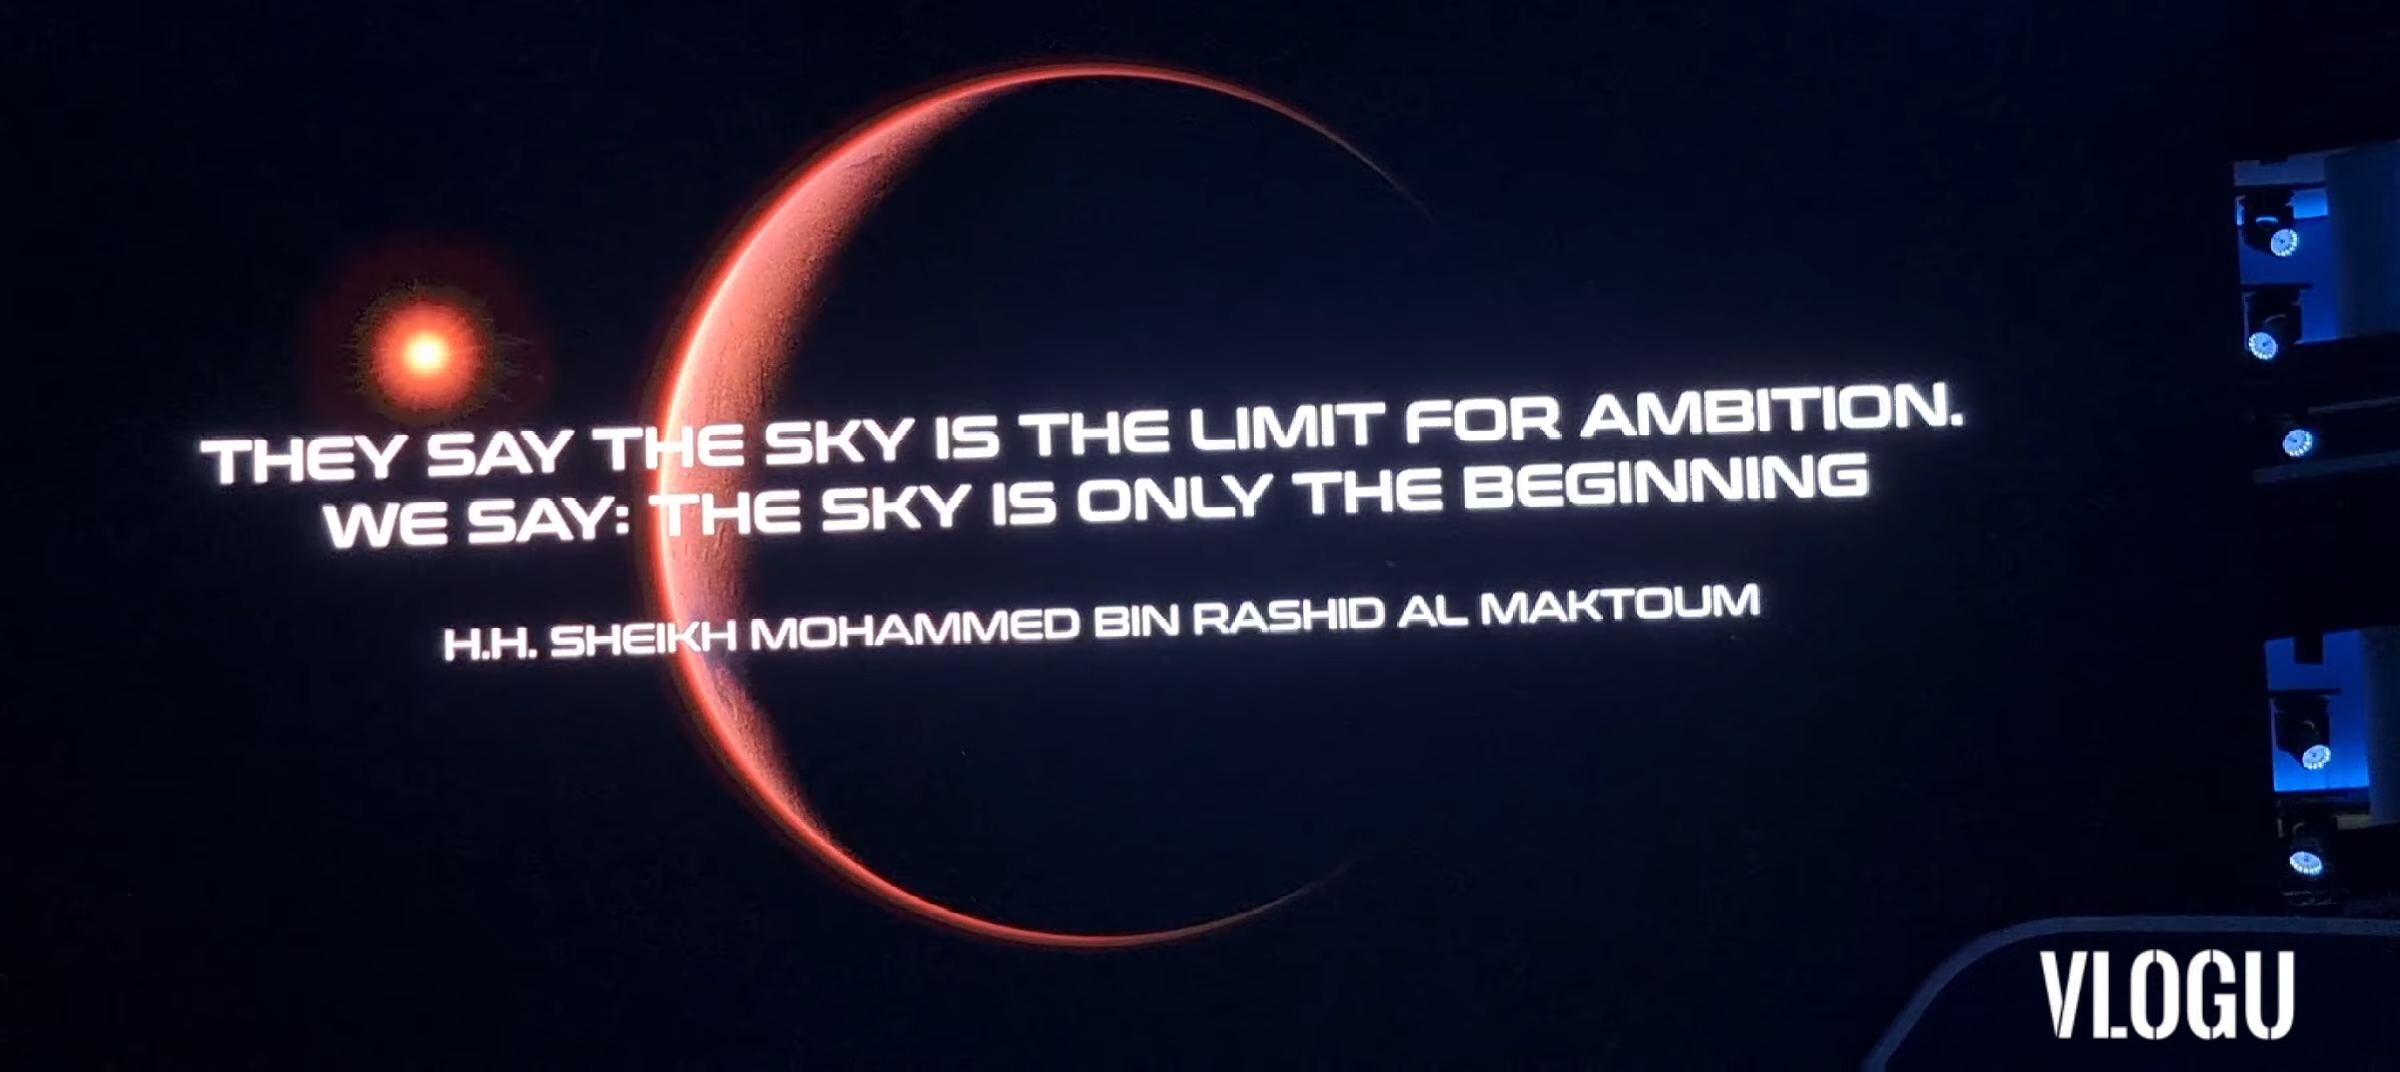 THEY SAY THE SKY IS THE LIMIT FOR AMBITION.
WE SAY: THE SKY IS ONLY THE BEGINNING
H.H. SHEIKH MOHAMMED BIN RASHID AL MAKTOUM
VLOGU